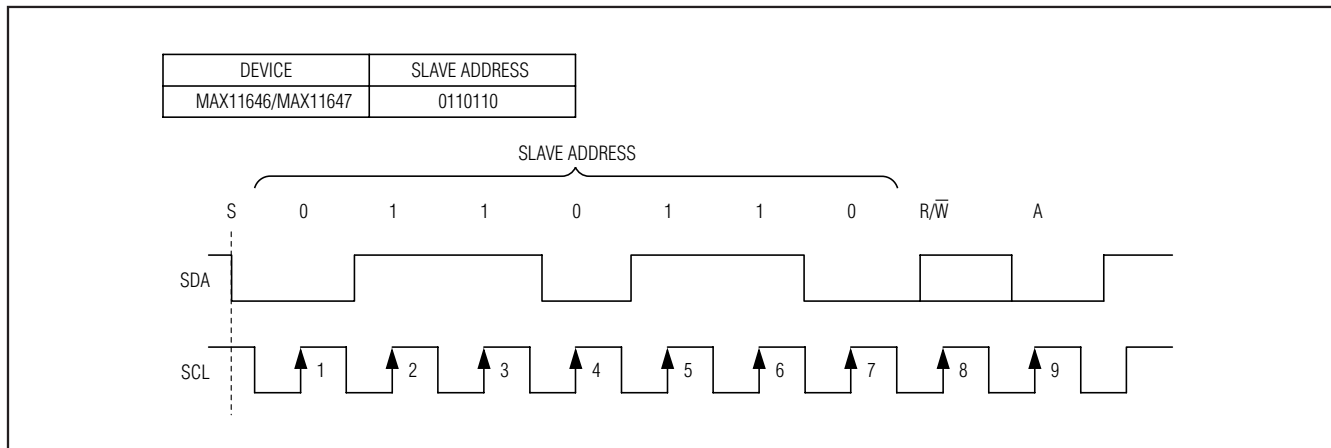 DEVICE SLAVE ADDRESS
MAX11646/MAX11647 0110110
SLAVE ADDRESS
S 0 1 1 0 1 1 0 R/W̅ A
SDA
SCL 1 2 3 4 5 6 7 8 9